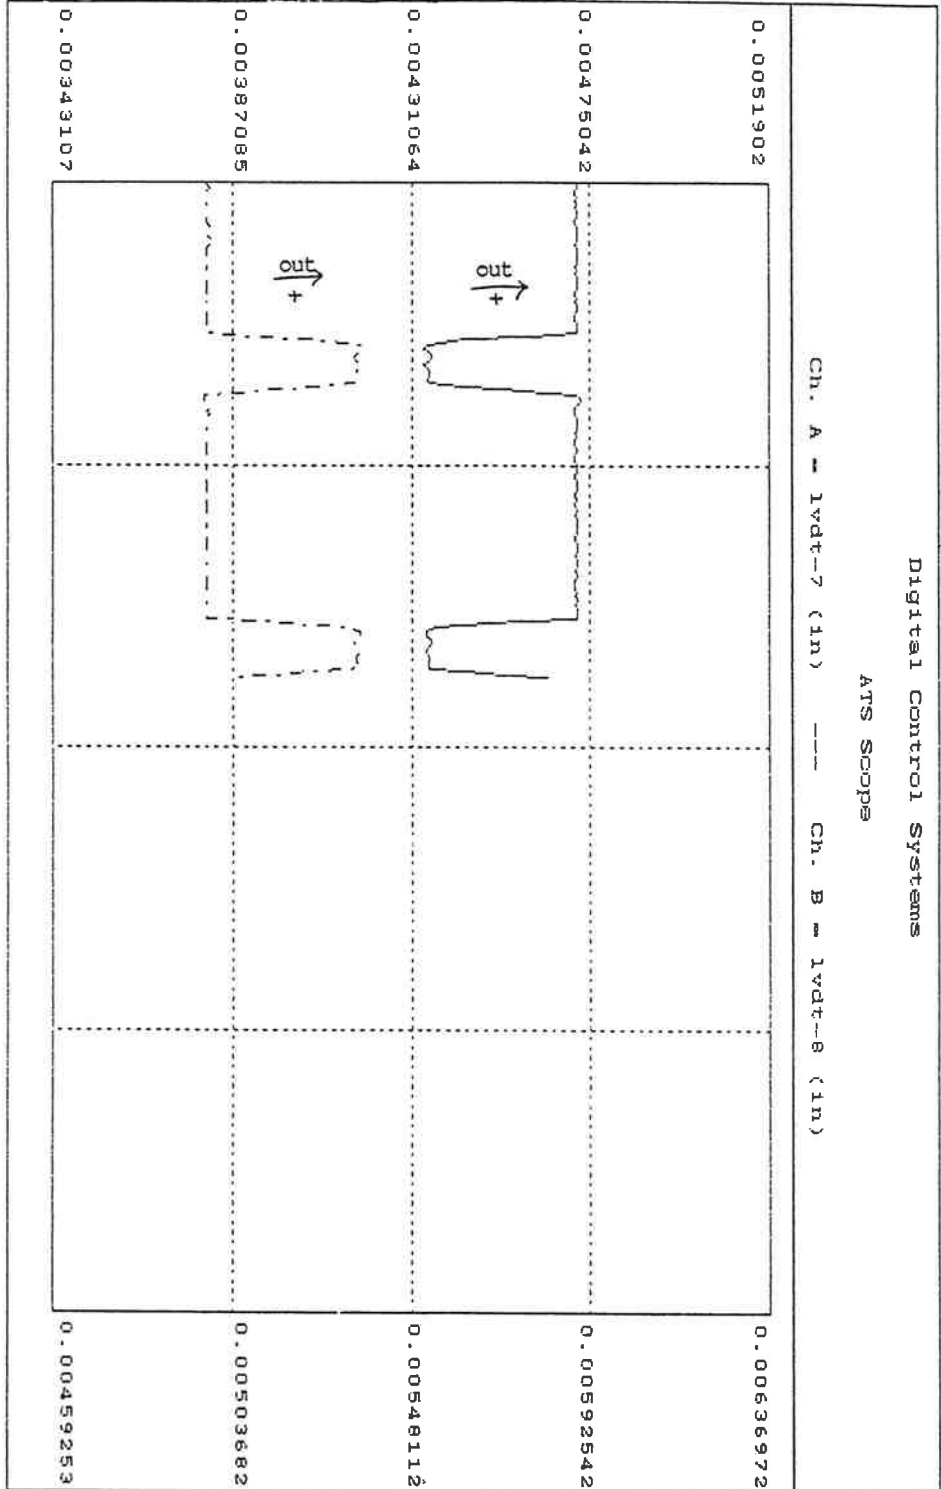 Digital Control Systems
ATS Scope
Ch. A = lvdt-7 (in) --- Ch. B = lvdt-8 (in)
0.0051902
0.00475042
0.00431064
0.00387085
0.00343107
0.00636972
0.00592542
0.00548112
0.00503682
0.00459253
out
+
out
+